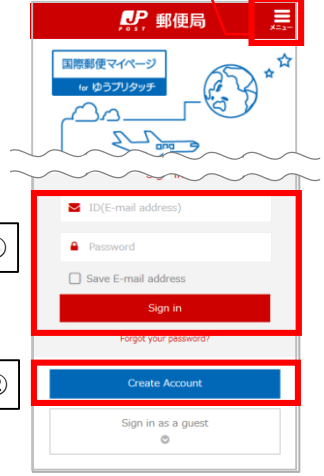 JP
POST
郵便局
メニュー
国際郵便マイページ
for ゆうプリタッチ
ID(E-mail address)
Password
Save E-mail address
Sign in
Forgot your password?
②
Create Account
Sign in as a guest